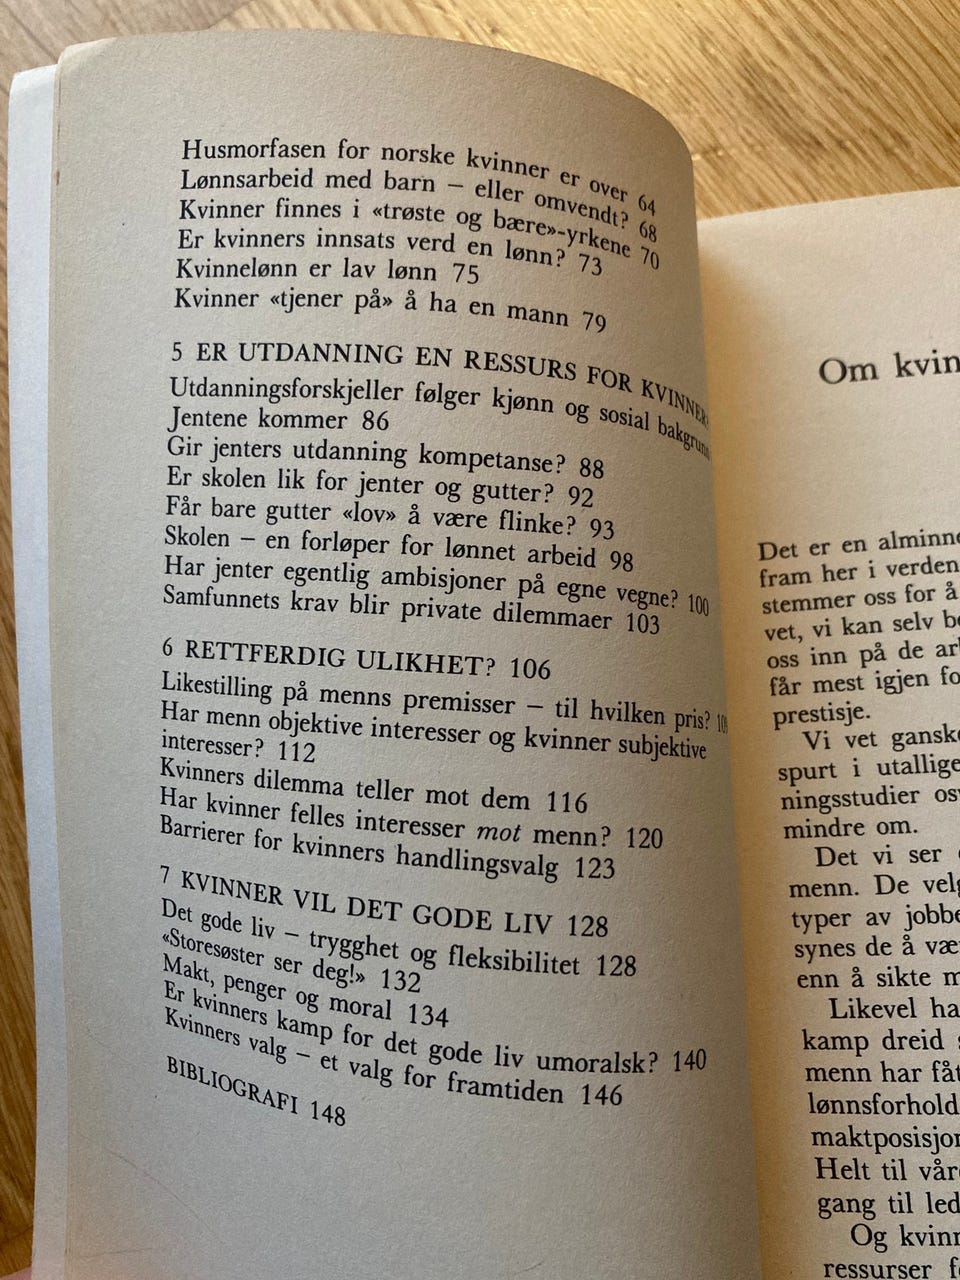 Husmorfasen for norske kvinner er over 64
Lønnsarbeid med barn – eller omvendt? 68
Kvinner finnes i «trøste og bære»-yrkene 70
Er kvinners innsats verd en lønn? 73
Kvinnelønn er lav lønn 75
Kvinner «tjener på» å ha en mann 79
5 ER UTDANNING EN RESSURS FOR KVINNER?
Utdanningsforskjeller følger kjønn og sosial
Jentene kommer 86
Gir jenters utdanning kompetanse? 88
Er skolen lik for jenter og gutter? 92
Får bare gutter «lov» å være flinke? 93
Skolen – en forløper for lønnet arbeid 98
Har jenter egentlig ambisjoner på egne vegne? 100
Samfunnets krav blir private dilemmaer 103
6 RETTFERDIG ULIKHET? 106
Likestilling på menns premisser – til hvilken pris?
Har menn objektive interesser og kvinner subjektive
interesser? 112
Kvinners dilemma teller mot dem 116
Har kvinner felles interesser mot menn? 120
Barrierer for kvinners handlingsvalg 123
7 KVINNER VIL DET GODE LIV 128
Det gode liv – trygghet og fleksibilitet 128
«Storesøster ser deg!» 132
Makt, penger og moral 134
Er kvinners kamp for det gode liv umoralsk? 140
Kvinners valg – et valg for framtiden 146
BIBLIOGRAFI 148
Om
Det er en
fram her i verden
stemmer oss for å
vet, vi kan selv
oss inn på de
får mest igjen
prestisje.
Vi vet
spurt i
ningsstudier
mindre om.
Det vi ser
menn. De
typer av
synes de å
enn å sikte
Likevel
kamp dreid
menn har
lønnsforhold
Helt til
gang til
Og
ressurser